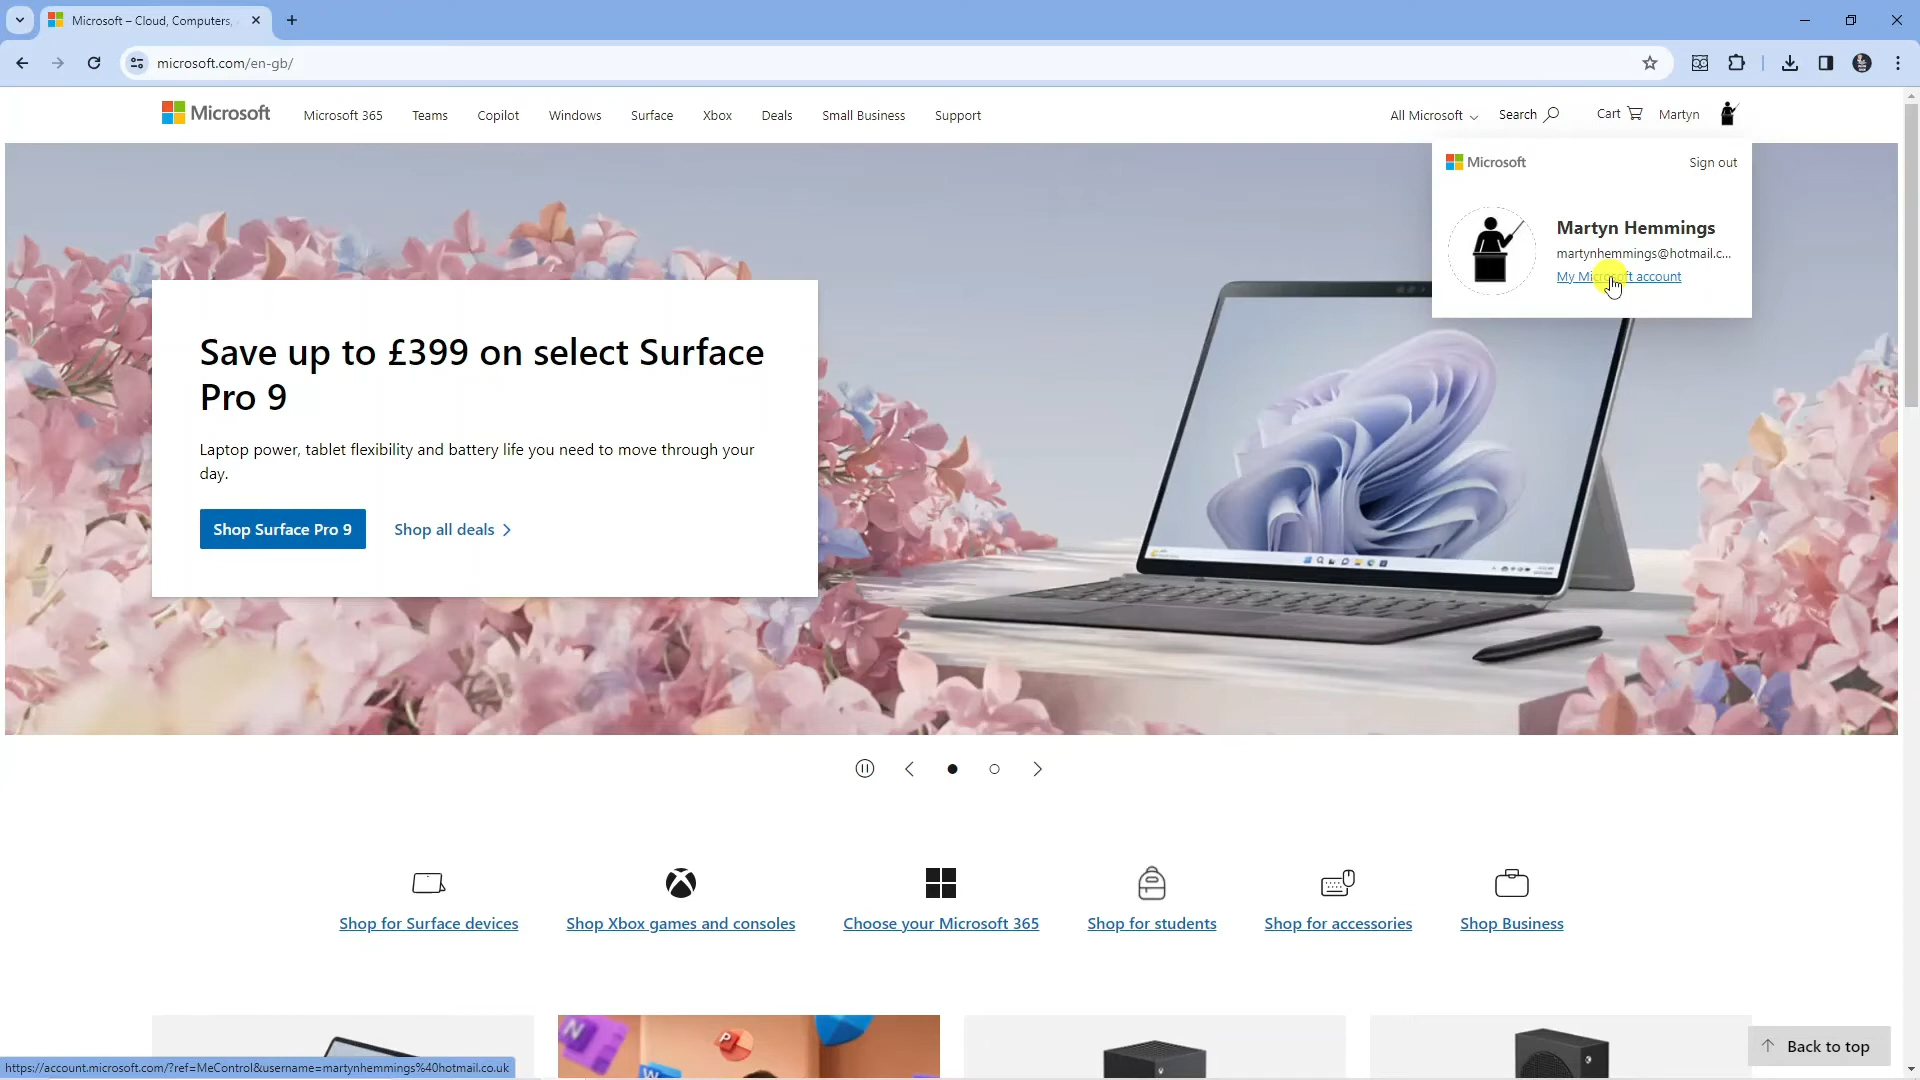 Microsoft – Cloud, Computers,
microsoft.com/en-gb/
Microsoft
Microsoft 365
Teams
Copilot
Windows
Surface
Xbox
Deals
Small Business
Support
All Microsoft
Search
Cart
Martyn
Microsoft
Sign out
Martyn Hemmings
martynhemmings@hotmail.c...
My Microsoft account
Save up to £399 on select Surface
Pro 9
Laptop power, tablet flexibility and battery life you need to move through your
day.
Shop Surface Pro 9
Shop all deals
Shop for Surface devices
Shop Xbox games and consoles
Choose your Microsoft 365
Shop for students
Shop for accessories
Shop Business
N
P
W
Back to top
https://account.microsoft.com/?ref=MeControl&username=martynhemmings%40hotmail.co.uk